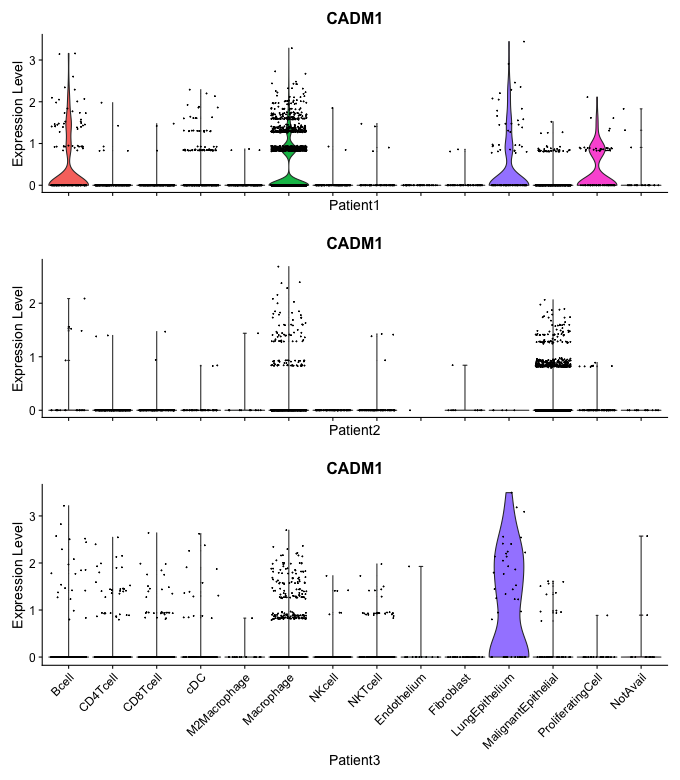 CADM1
Expression Level
3
2
1
0
Patient1
CADM1
Expression Level
2
1
0
Patient2
CADM1
Expression Level
3
2
1
0
Bcell
CD4Tcell
CD8Tcell
cDC
M2Macrophage
Macrophage
NKcell
NKTcell
Endothelium
Fibroblast
LungEpithelium
MalignantEpithelial
ProliferatingCell
NotAvail
Patient3